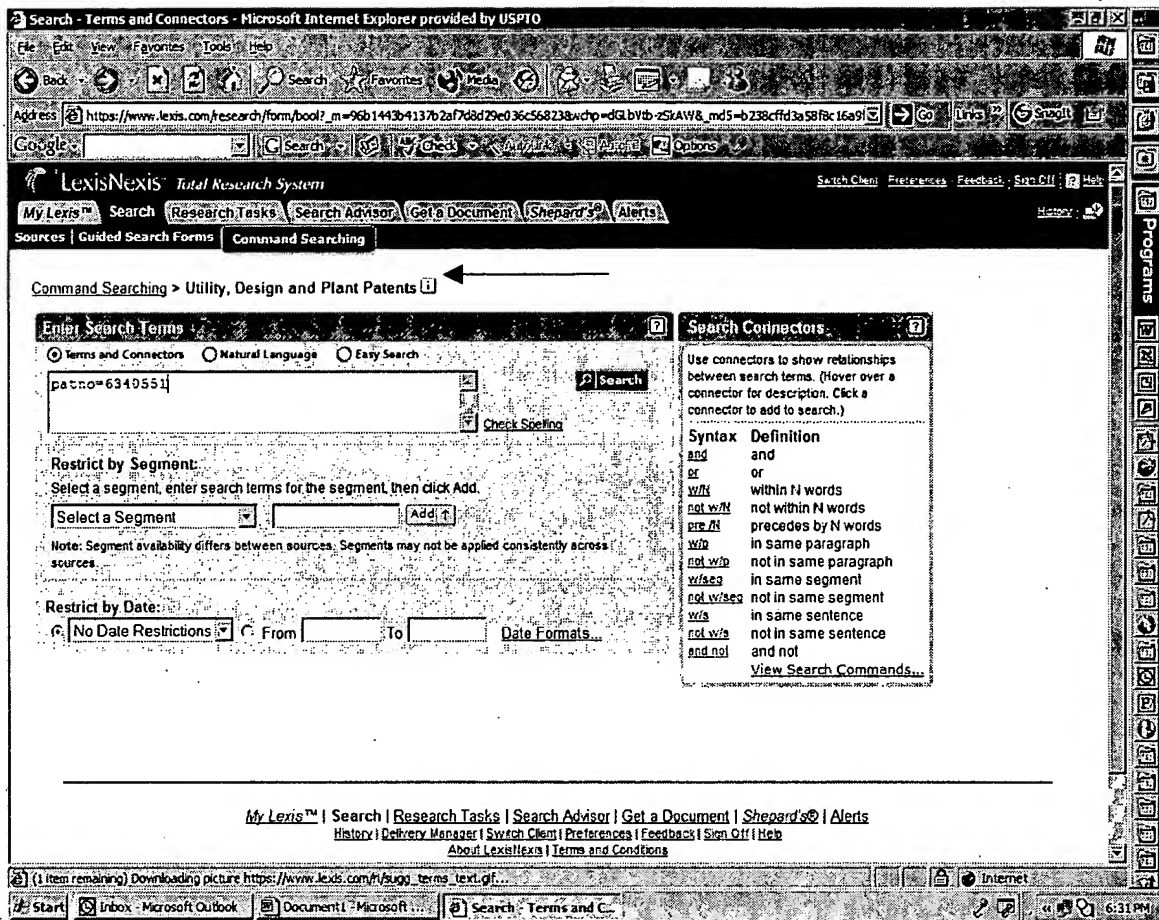 Search - Terms and Connectors - Microsoft Internet Explorer provided by USPTO
File Edit View Favorites Tools Help
Back Search Favorites Media
Address https://www.lexis.com/research/form/bool?_m=96b1443b4137b2af7d8d29e036c56823&wchp=dGLbVtb-zSkAW&_md5=b238cffd3a58f8c16a9f Go Links SnagIt
Google Search Check AutoLink AutoFill Options
LexisNexis™ Total Research System
Switch Client Preferences Feedback Sign Off ? Help
My Lexis™ Search Research Tasks Search Advisor Get a Document Shepard's® Alerts
History
Sources | Guided Search Forms | Command Searching
Command Searching > Utility, Design and Plant Patents i
Enter Search Terms ?
Terms and Connectors Natural Language Easy Search
patno=6340551
Search
Check Spelling
Restrict by Segment:
Select a segment, enter search terms for the segment, then click Add.
Select a Segment Add
Note: Segment availability differs between sources. Segments may not be applied consistently across
sources.
Restrict by Date:
No Date Restrictions From To Date Formats...
Search Connectors ?
Use connectors to show relationships
between search terms. (Hover over a
connector for description. Click a
connector to add to search.)
Syntax Definition
and and
or or
w/N within N words
not w/N not within N words
pre /N precedes by N words
w/p in same paragraph
not w/p not in same paragraph
w/seg in same segment
not w/seg not in same segment
w/s in same sentence
not w/s not in same sentence
and not and not
View Search Commands...
My Lexis™ | Search | Research Tasks | Search Advisor | Get a Document | Shepard's® | Alerts
History | Delivery Manager | Switch Client | Preferences | Feedback | Sign Off | Help
About LexisNexis | Terms and Conditions
(1 item remaining) Downloading picture https://www.lexis.com/ri/sugg_terms_text.gif...
Internet
Start Inbox - Microsoft Outlook Document1 - Microsoft ... Search - Terms and C...
6:31 PM
Programs